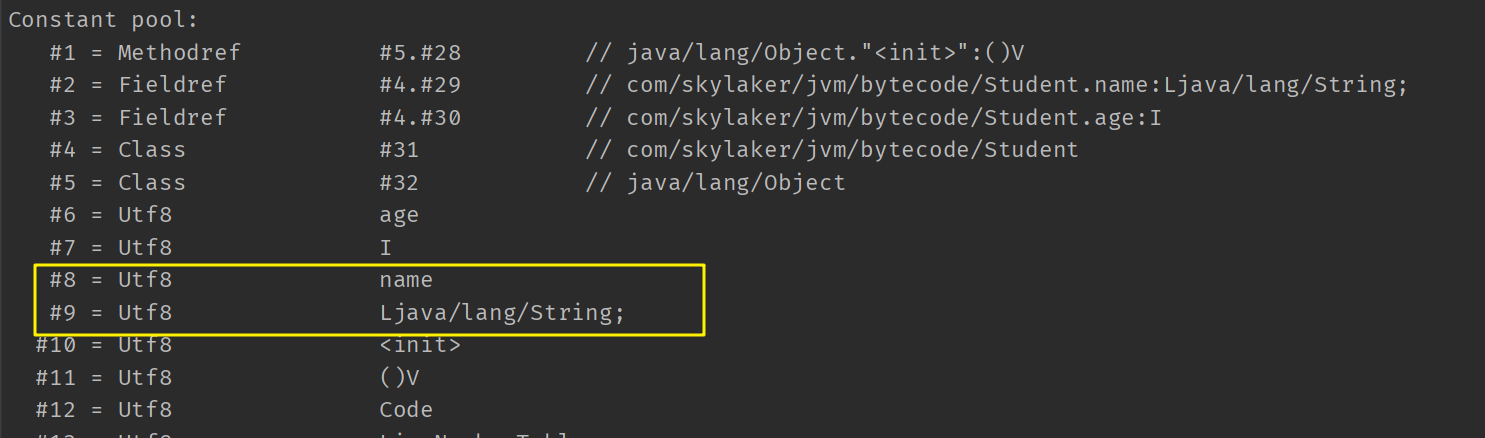 Constant pool:
#1 = Methodref #5.#28 // java/lang/Object."<init>":()V
#2 = Fieldref #4.#29 // com/skylaker/jvm/bytecode/Student.name:Ljava/lang/String;
#3 = Fieldref #4.#30 // com/skylaker/jvm/bytecode/Student.age:I
#4 = Class #31 // com/skylaker/jvm/bytecode/Student
#5 = Class #32 // java/lang/Object
#6 = Utf8 age
#7 = Utf8 I
#8 = Utf8 name
#9 = Utf8 Ljava/lang/String;
#10 = Utf8 <init>
#11 = Utf8 ()V
#12 = Utf8 Code